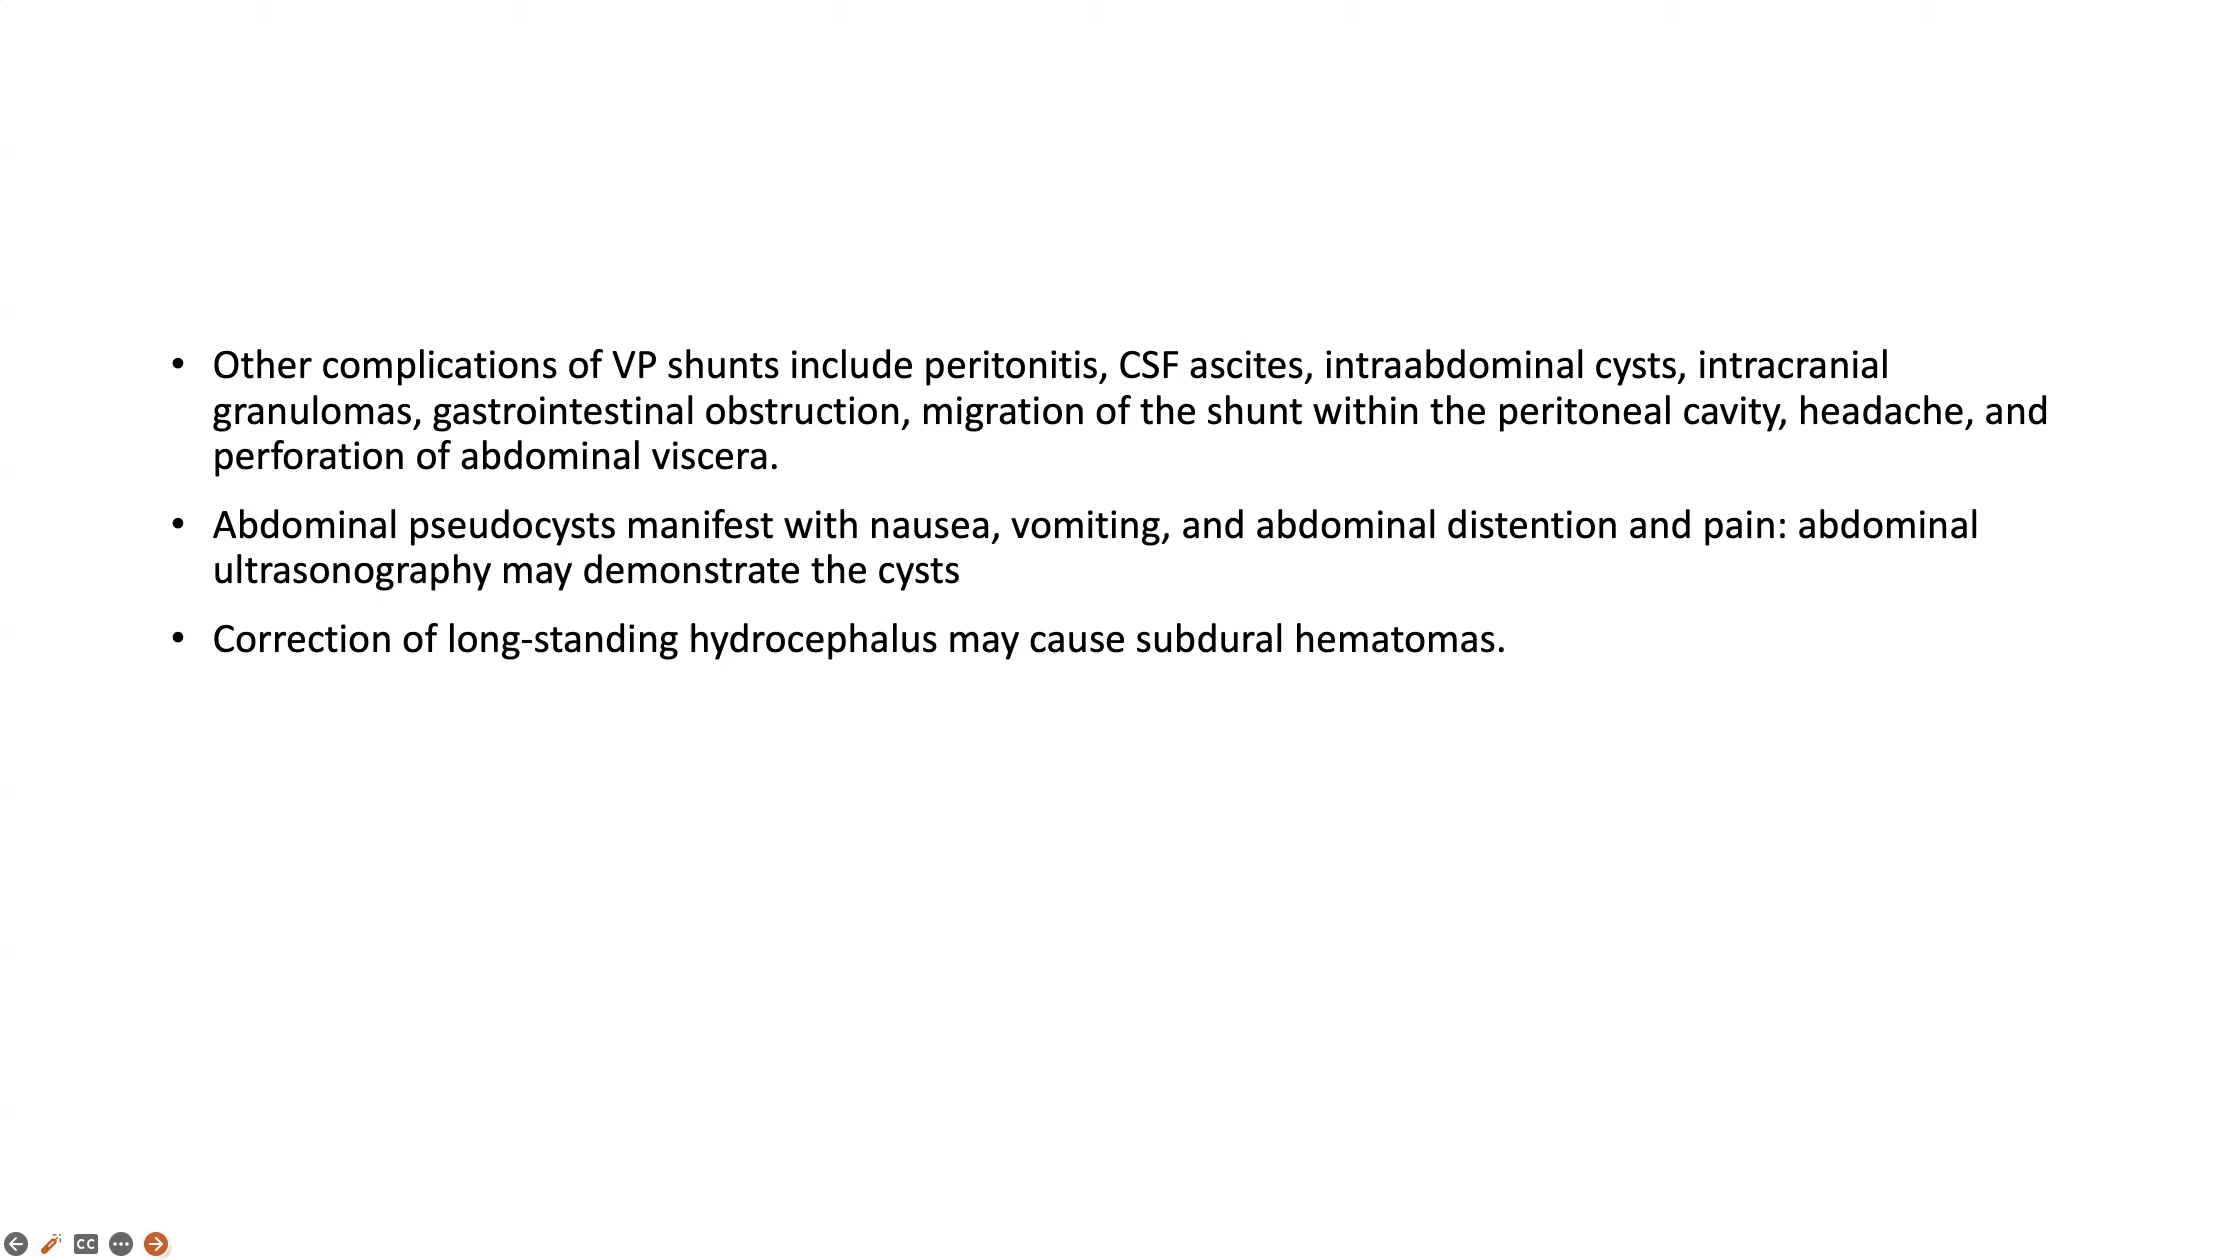 • Other complications of VP shunts include peritonitis, CSF ascites, intraabdominal cysts, intracranial
granulomas, gastrointestinal obstruction, migration of the shunt within the peritoneal cavity, headache, and
perforation of abdominal viscera.
• Abdominal pseudocysts manifest with nausea, vomiting, and abdominal distention and pain: abdominal
ultrasonography may demonstrate the cysts
• Correction of long-standing hydrocephalus may cause subdural hematomas.
CC